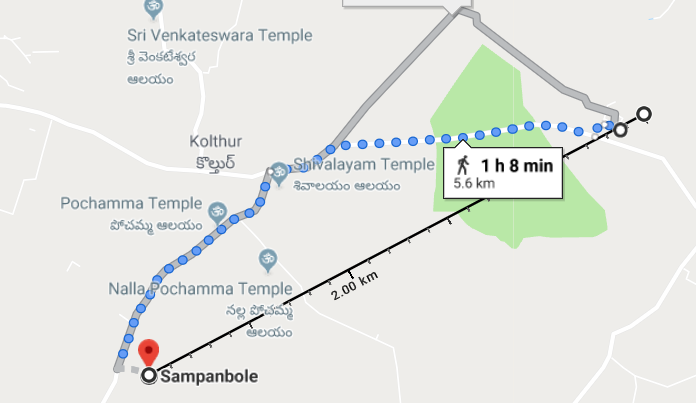 Sri Venkateswara Temple
శ్రీ వెంకటేశ్వర
ఆలయం
Kolthur
కొల్తుర్
Shivalayam Temple
శివాలయం ఆలయం
1 h 8 min
5.6 km
Pochamma Temple
పోచమ్మ ఆలయం
Nalla Pochamma Temple
నల్ల పోచమ్మ
ఆలయం
2.00 km
Sampanbole